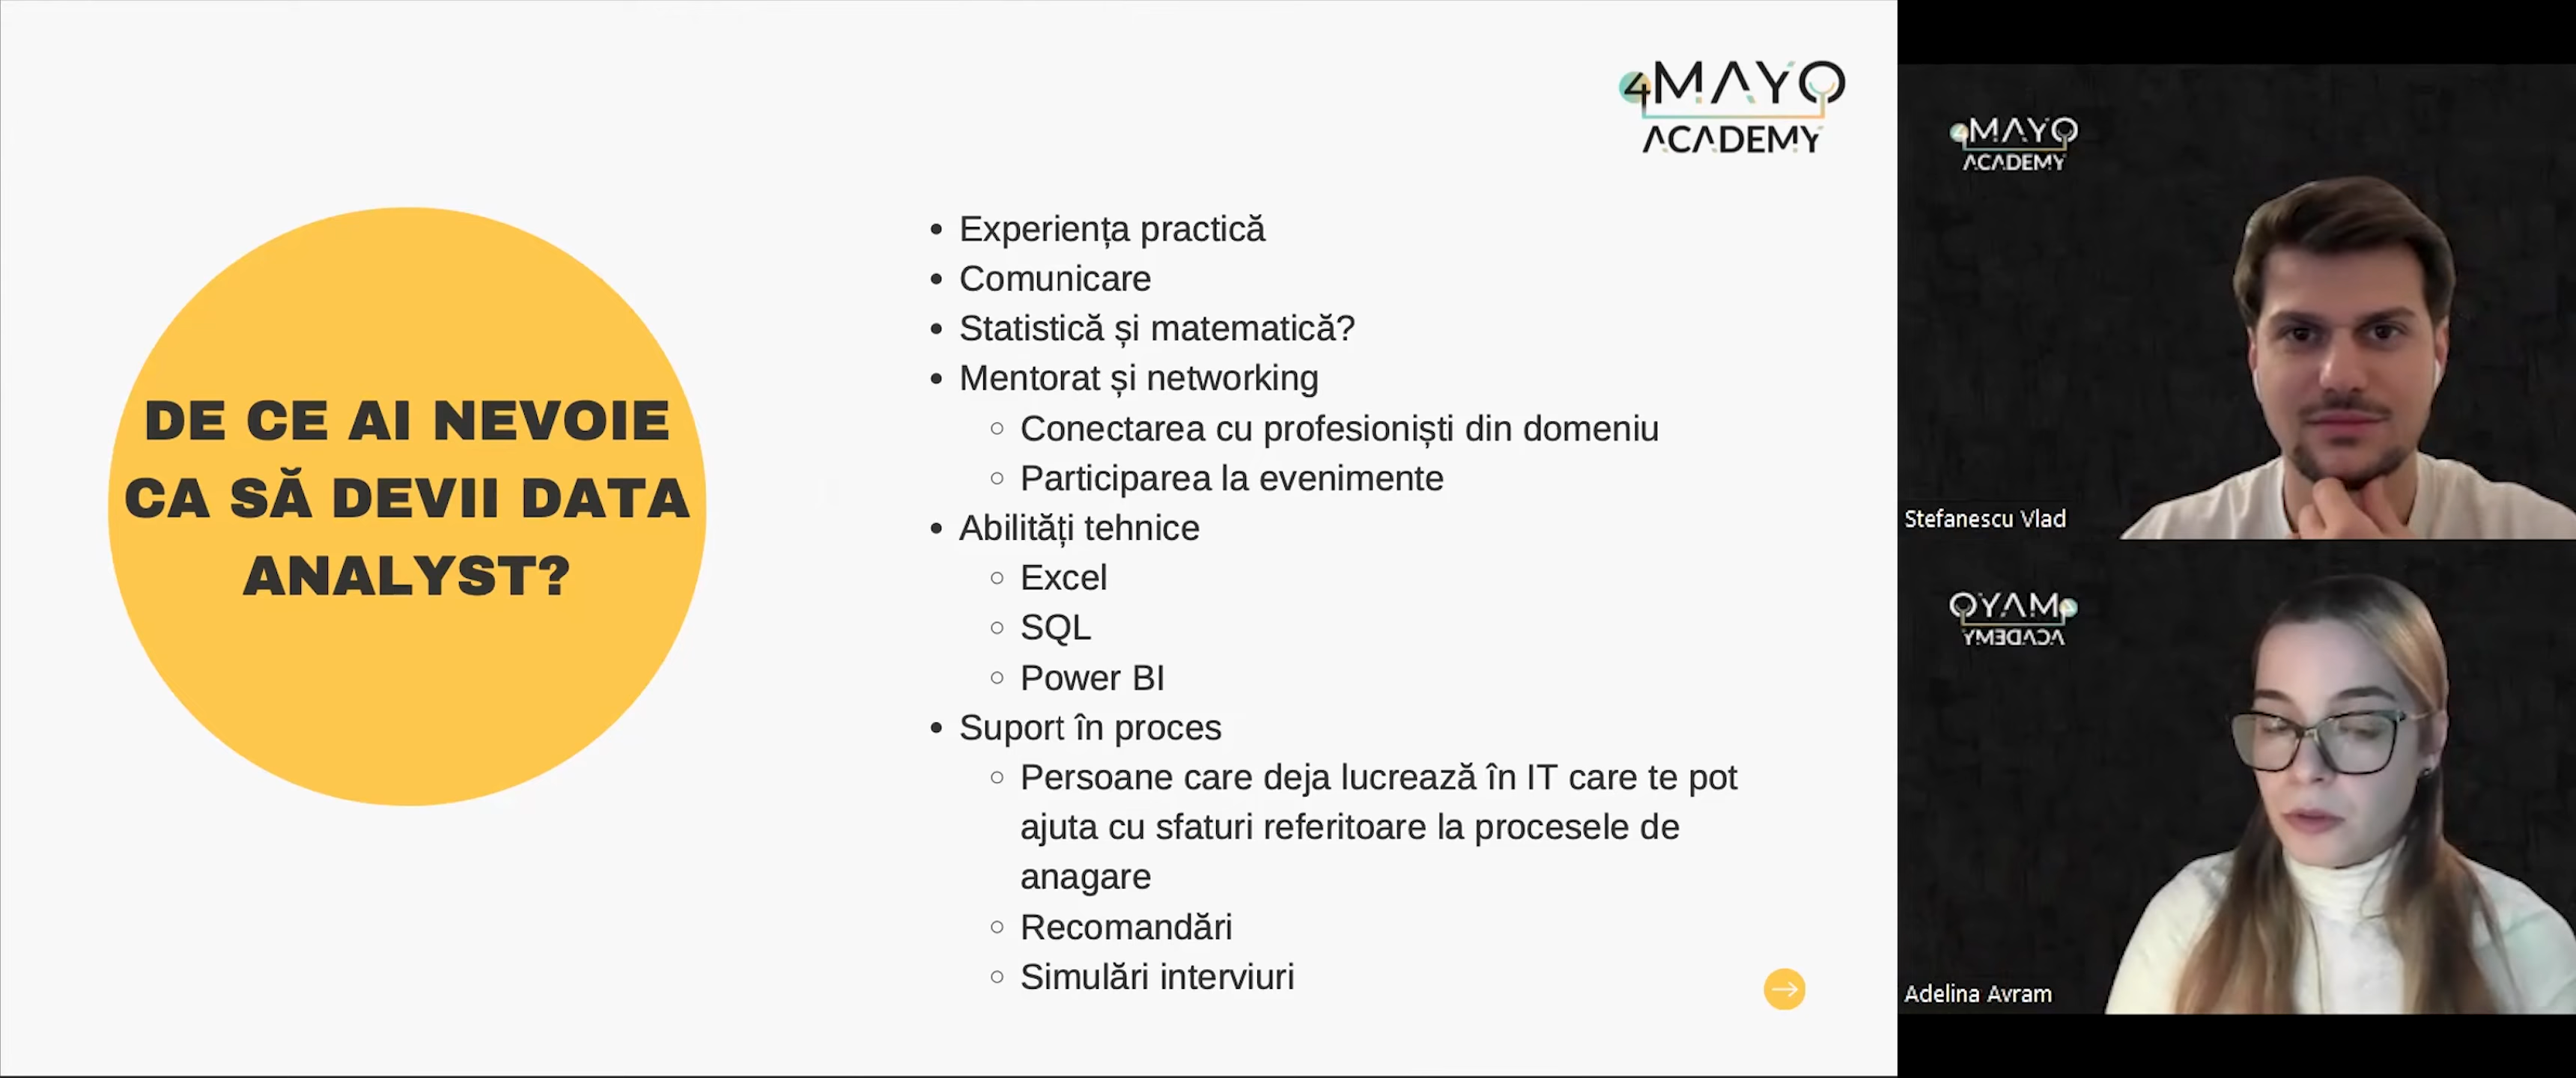 4MAYO
ACADEMY
DE CE AI NEVOIE
CA SĂ DEVII DATA
ANALYST?
• Experiența practică
• Comunicare
• Statistică și matematică?
• Mentorat și networking
○ Conectarea cu profesioniști din domeniu
○ Participarea la evenimente
• Abilități tehnice
○ Excel
○ SQL
○ Power BI
• Suport în proces
○ Persoane care deja lucrează în IT care te pot
ajuta cu sfaturi referitoare la procesele de
anagare
○ Recomandări
○ Simulări interviuri
4MAYO
ACADEMY
Stefanescu Vlad
4MAYO
ACADEMY
Adelina Avram